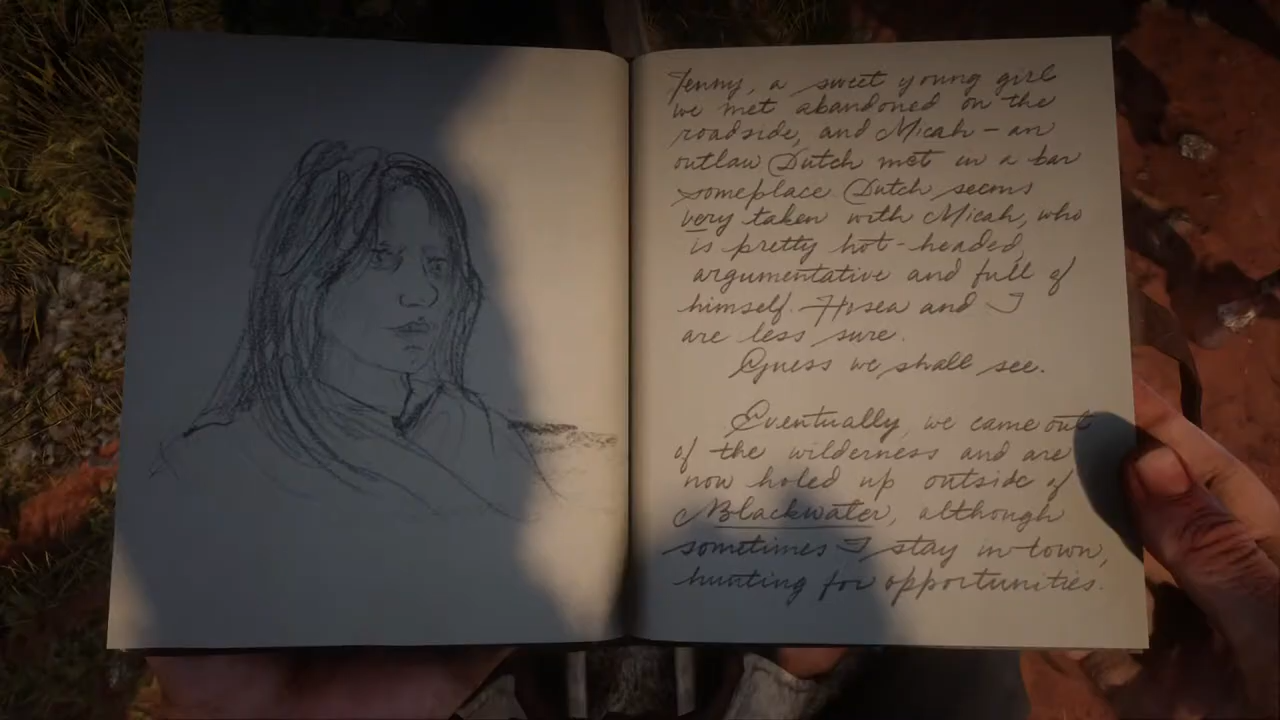 Jenny, a sweet young girl
we met abandoned on the
roadside, and Micah – an
outlaw Dutch met in a bar
someplace Dutch seems
very taken with Micah, who
is pretty hot-headed,
argumentative and full of
himself. Hosea and I
are less sure.
Guess we shall see.
Eventually, we came out
of the wilderness and are
now holed up outside of
Blackwater, although
sometimes I stay in town,
hunting for opportunities.